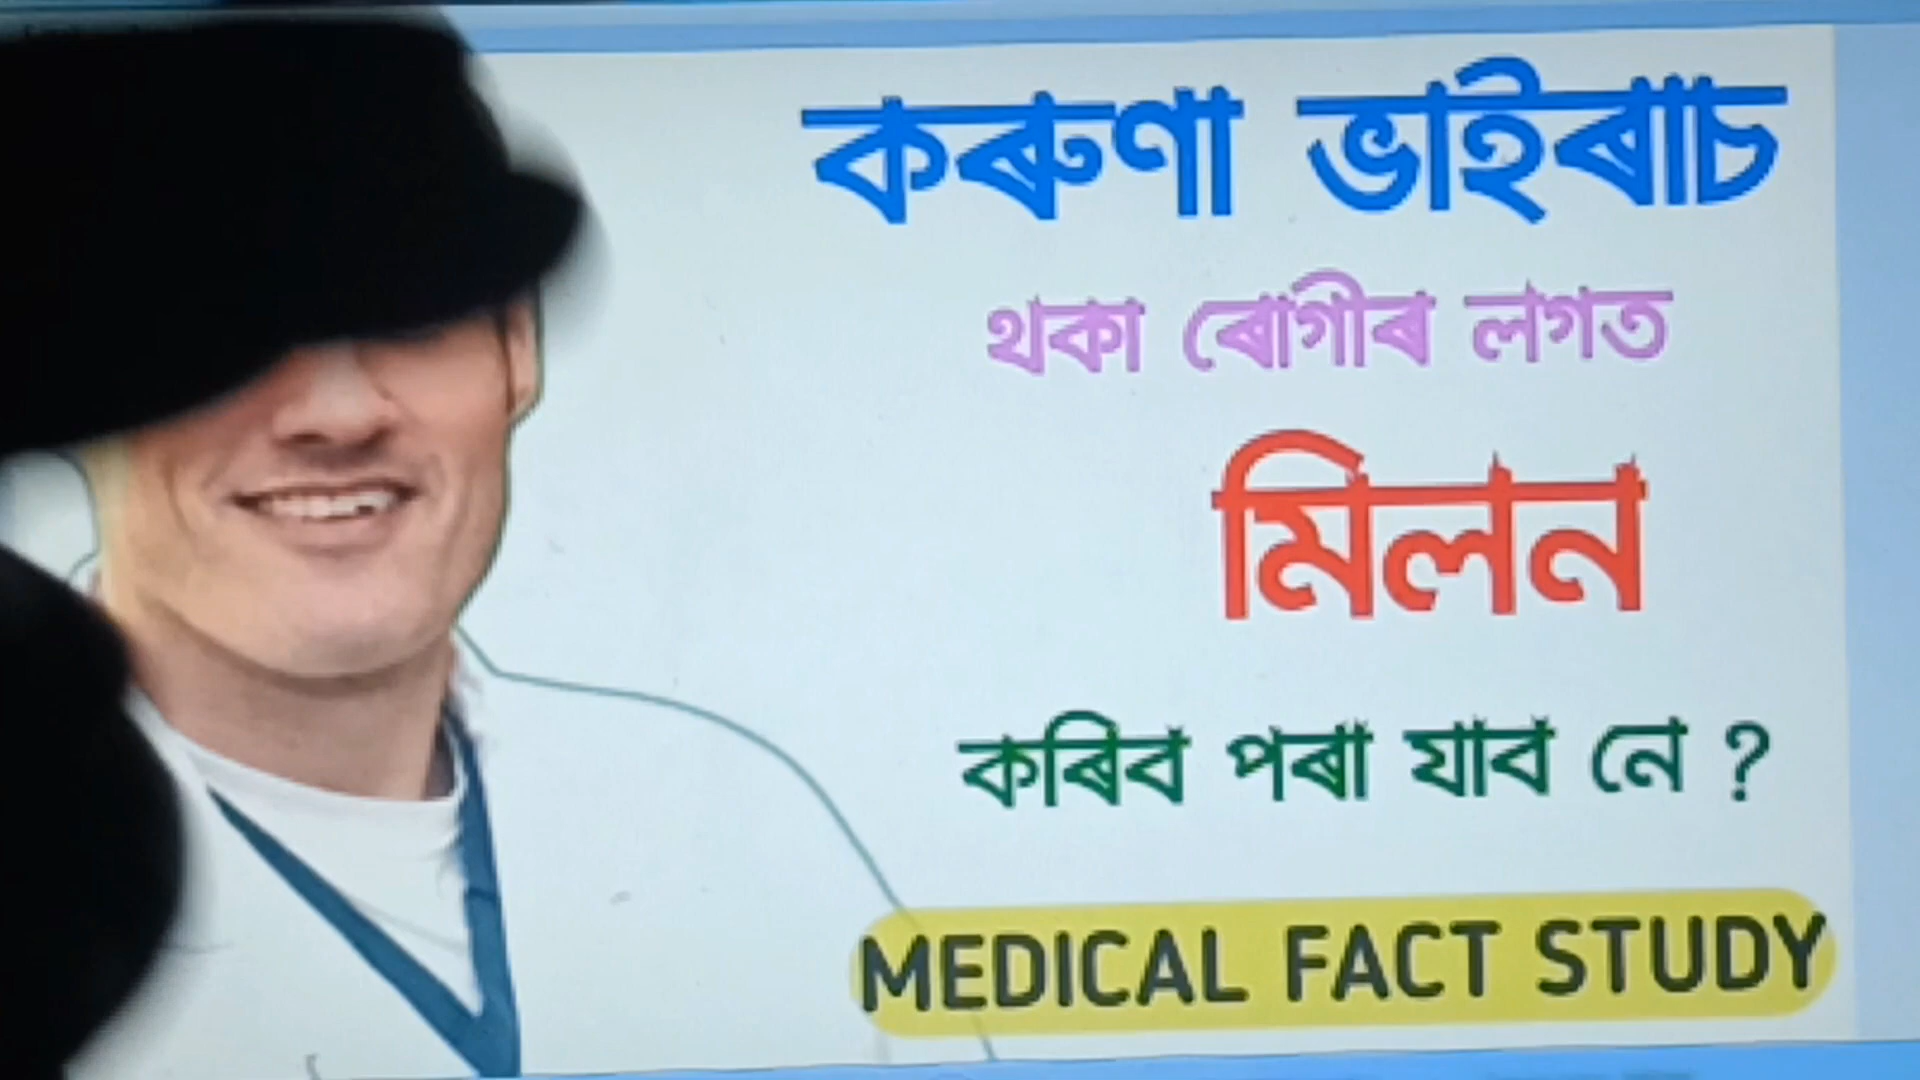 কৰুণা ভাইৰাচ
থকা ৰোগীৰ লগত
মিলন
কৰিব পৰা যাব নে ?
MEDICAL FACT STUDY